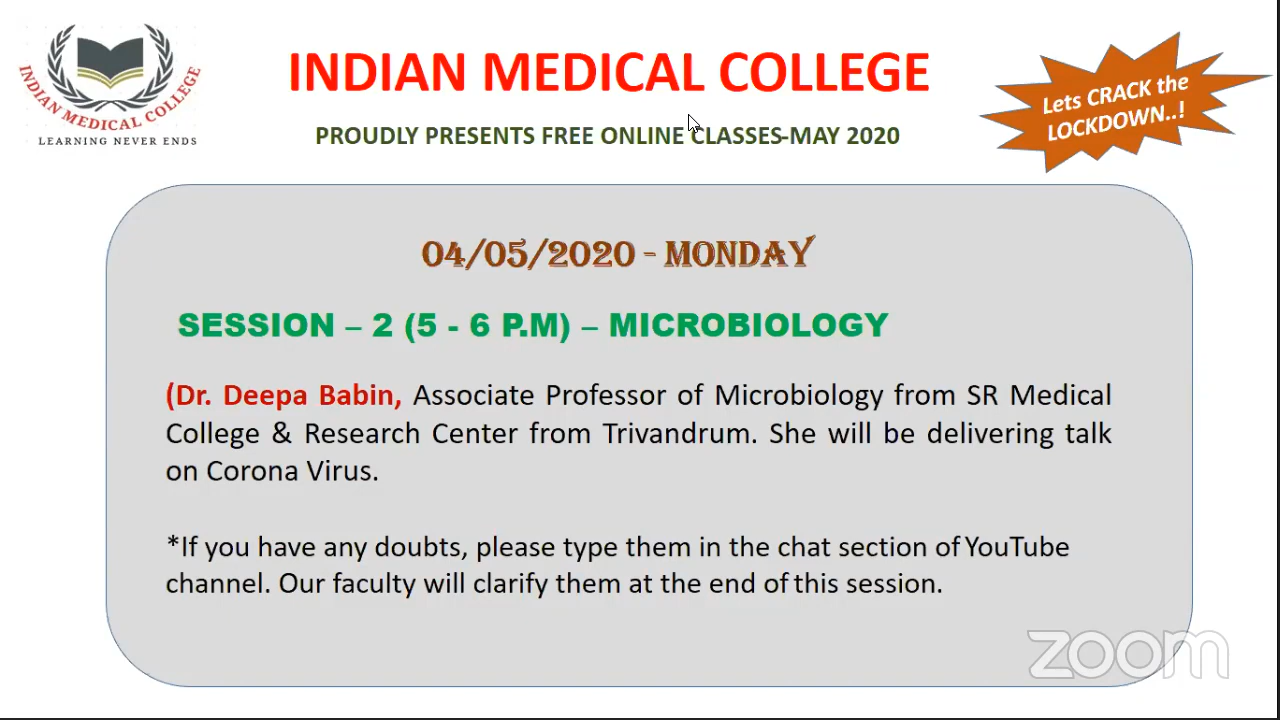 INDIAN MEDICAL COLLEGE
LEARNING NEVER ENDS
INDIAN MEDICAL COLLEGE
PROUDLY PRESENTS FREE ONLINE CLASSES-MAY 2020
Lets CRACK the
LOCKDOWN..!
04/05/2020 - MONDAY
SESSION – 2 (5 - 6 P.M) – MICROBIOLOGY
(Dr. Deepa Babin, Associate Professor of Microbiology from SR Medical
College & Research Center from Trivandrum. She will be delivering talk
on Corona Virus.
*If you have any doubts, please type them in the chat section of YouTube
channel. Our faculty will clarify them at the end of this session.
zoom